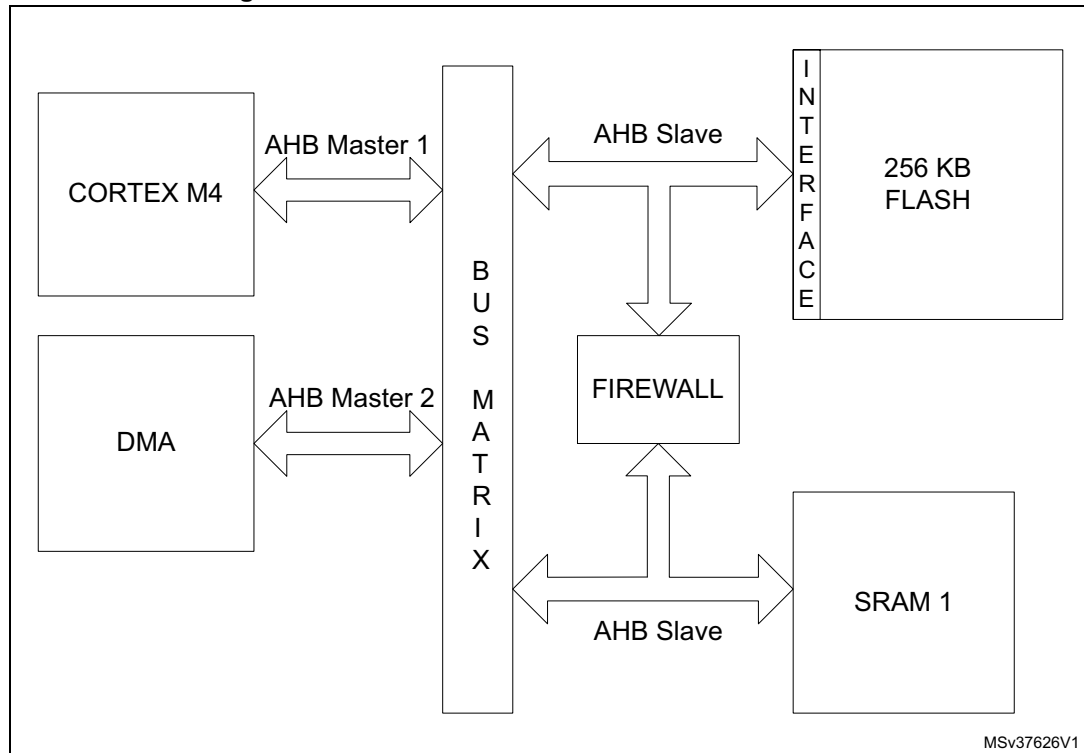 AHB Master 1
CORTEX M4
AHB Master 2
DMA
BUS MATRIX
AHB Slave
INTERFACE
256 KB
FLASH
FIREWALL
AHB Slave
SRAM 1
MSv37626V1